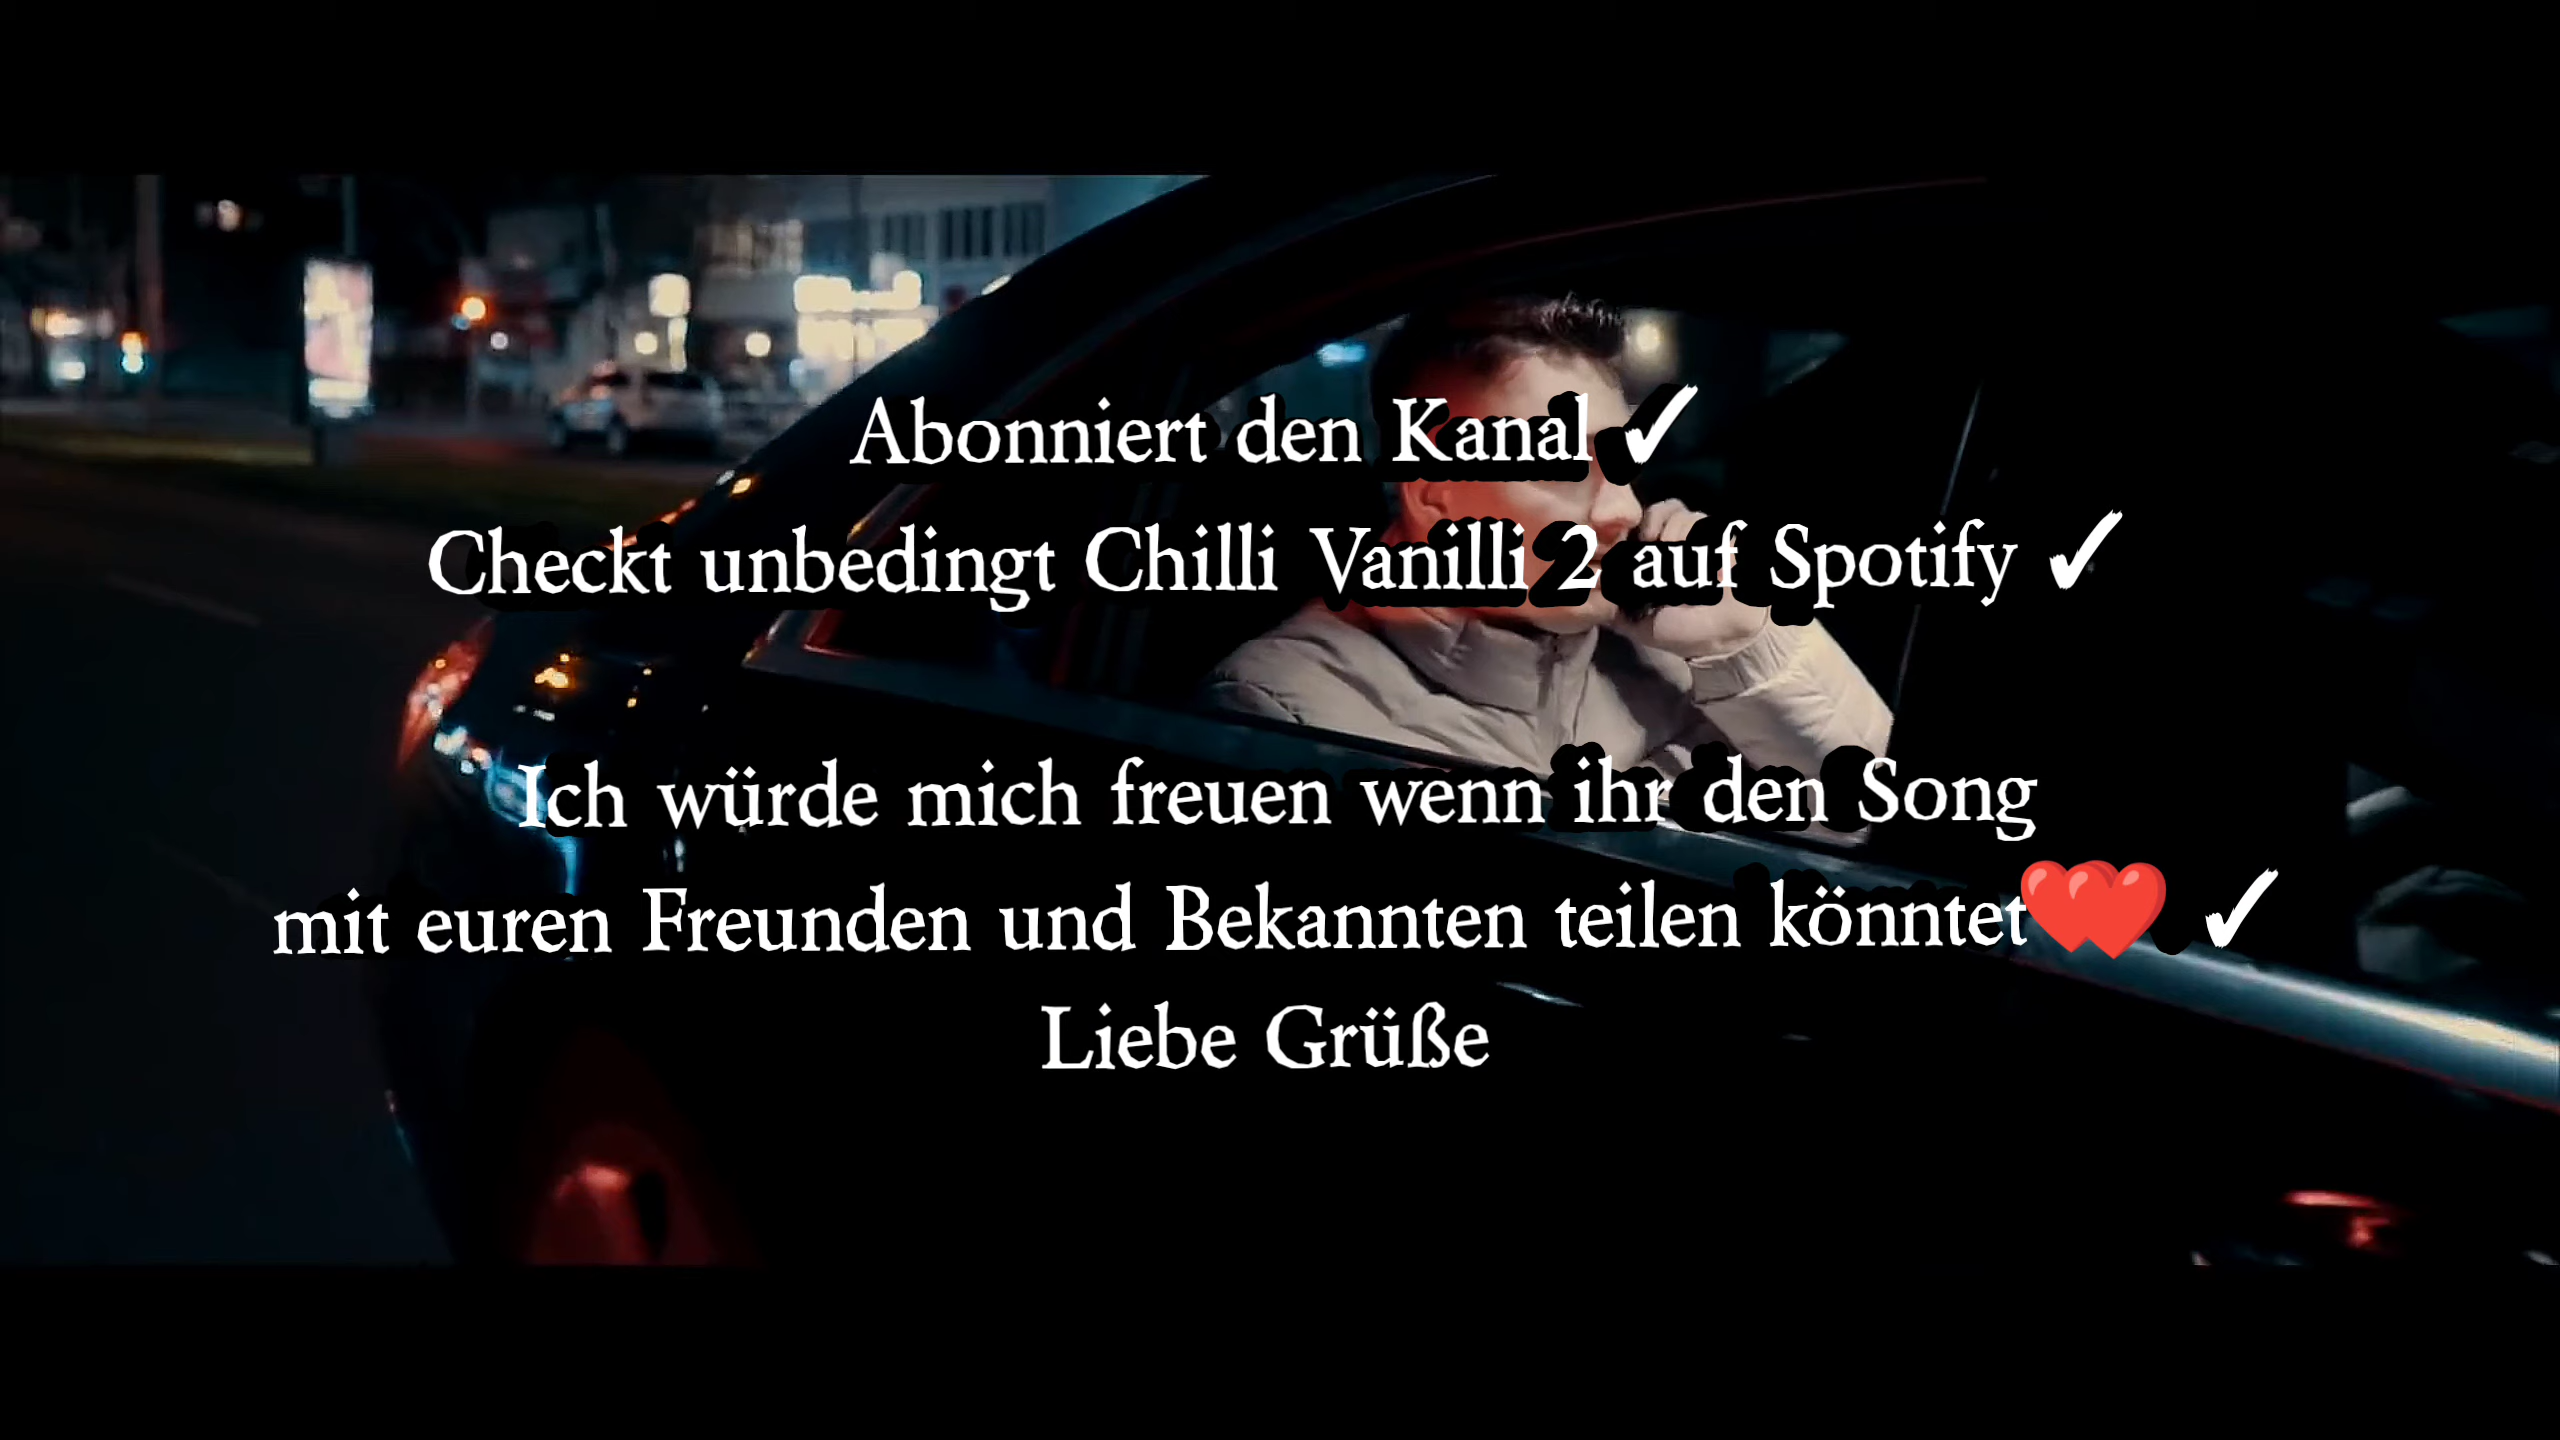 Abonniert den Kanal ✓
Checkt unbedingt Chilli Vanilli 2 auf Spotify ✓
Ich würde mich freuen wenn ihr den Song
mit euren Freunden und Bekannten teilen könntet❤❤ ✓
Liebe Grüße